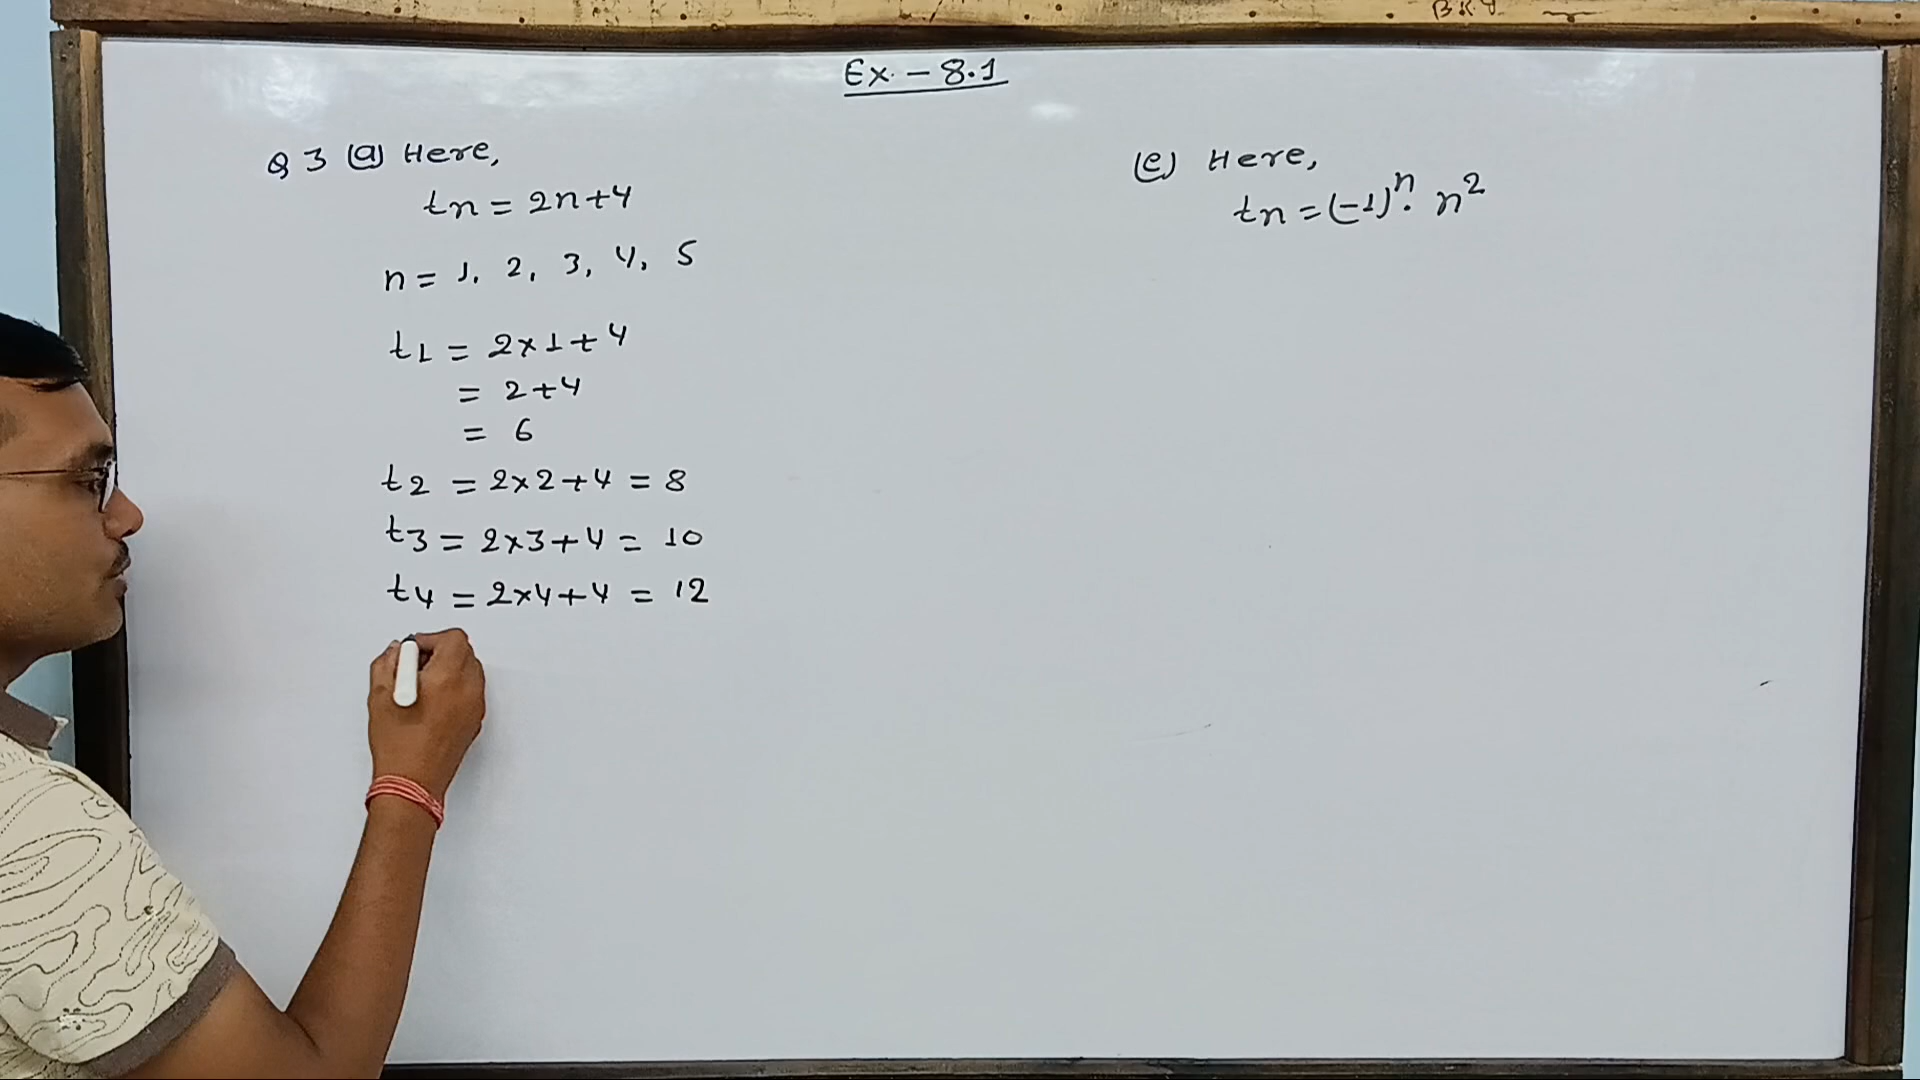 Ex. - 8.1
Q 3 (a) Here,
tn = 2n+4
n = 1, 2, 3, 4, 5
t1 = 2×1+4
= 2+4
= 6
t2 = 2×2+4 = 8
t3 = 2×3+4 = 10
t4 = 2×4+4 = 12
(e) Here,
tn = (-1)ⁿ. n²